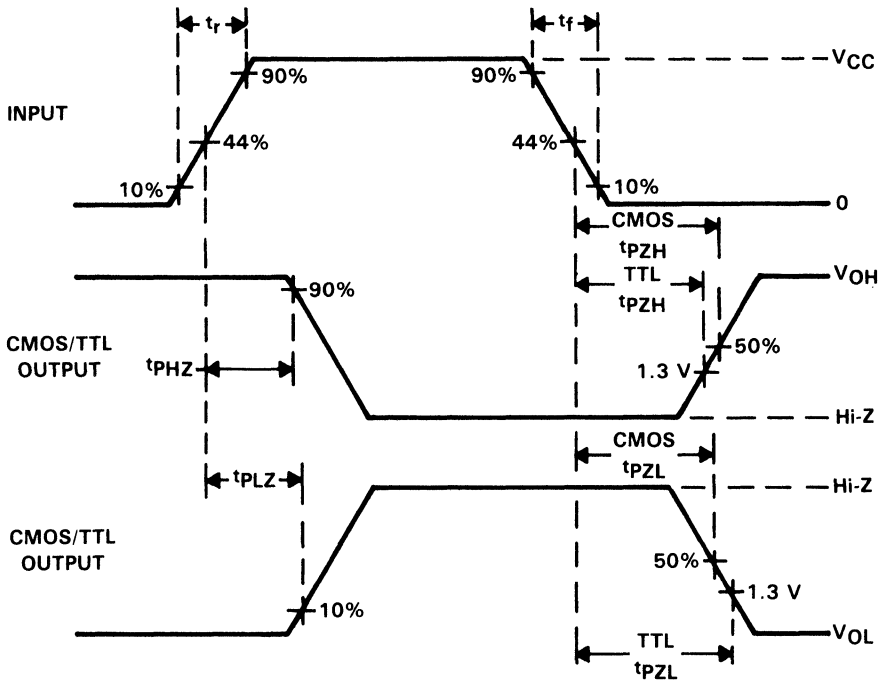 tr
tf
VCC
90%
90%
INPUT
44%
44%
10%
10%
0
CMOS
tPZH
TTL
tPZH
VOH
90%
50%
CMOS/TTL
OUTPUT
tPHZ
1.3 V
Hi-Z
CMOS
tPZL
tPLZ
Hi-Z
CMOS/TTL
OUTPUT
50%
1.3 V
10%
VOL
TTL
tPZL